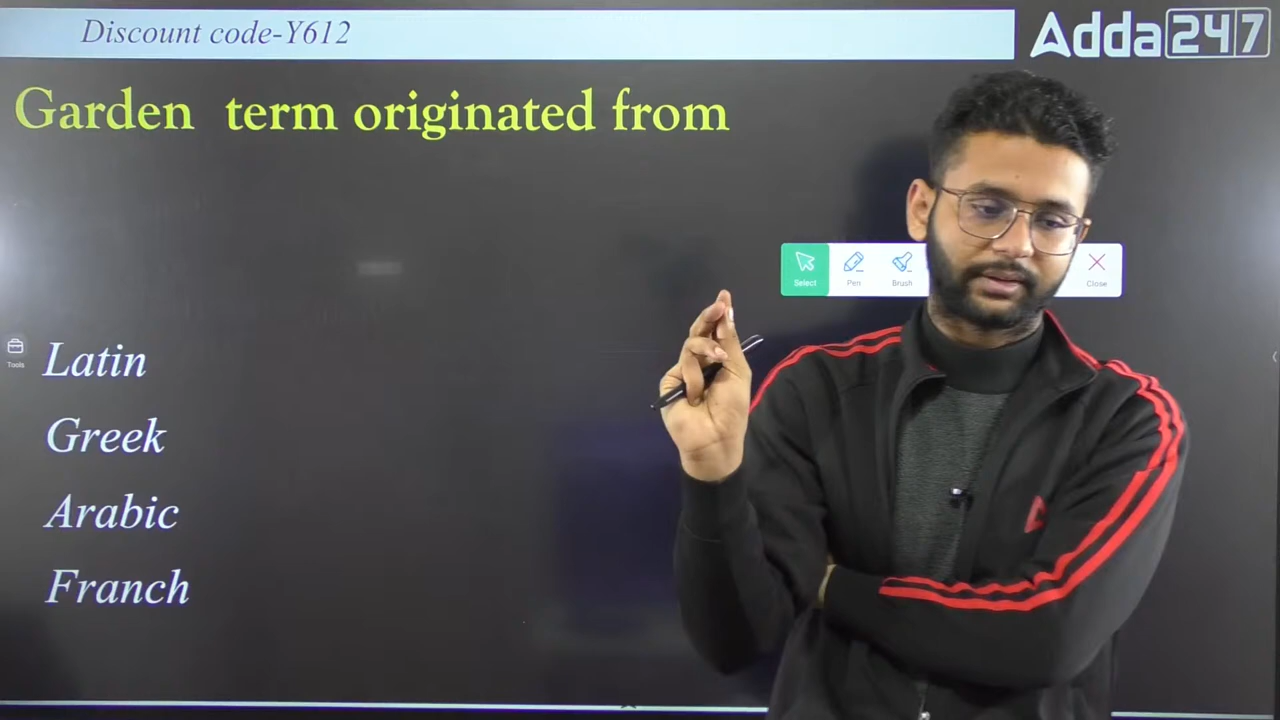 Discount code-Y612
Adda247
Garden term originated from
Select
Pen
Brush
Close
Tools
Latin
Greek
Arabic
Franch